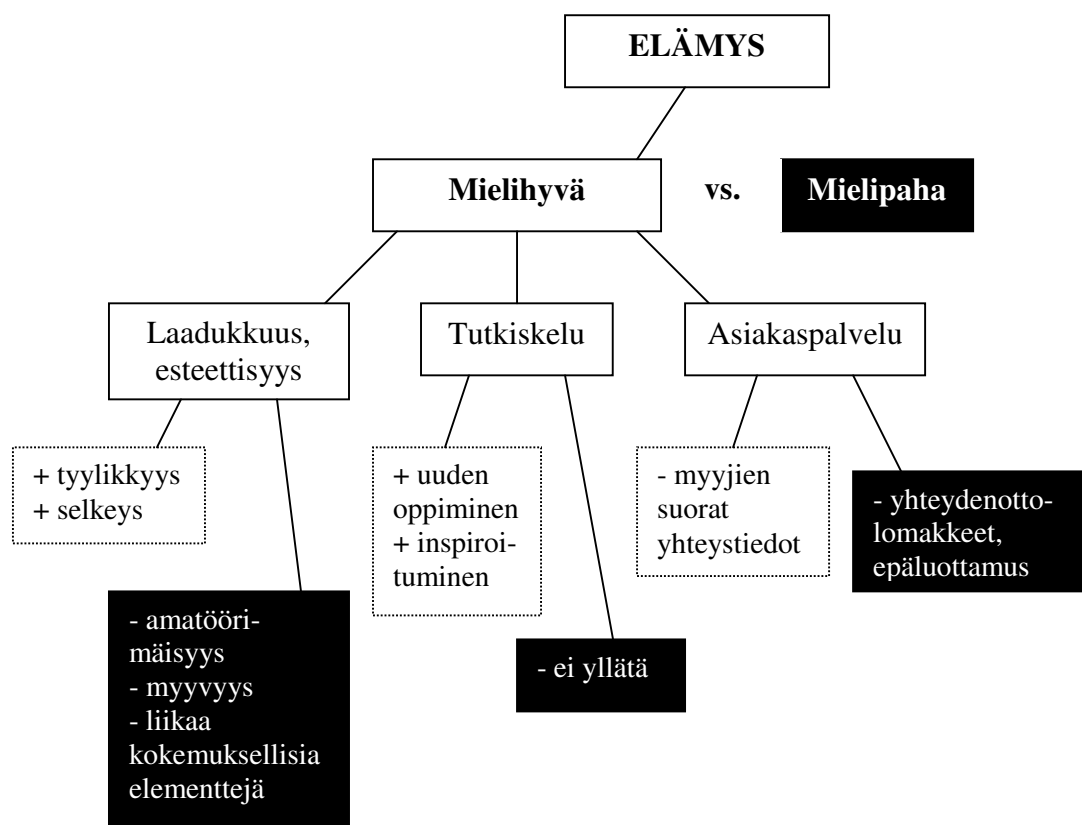 ELÄMYS
Mielihyvä
vs.
Mielipaha
Laadukkuus,
esteettisyys
Tutkiskelu
Asiakaspalvelu
+ tyylikkyys
+ selkeys
- amatööri-
mäisyys
- myyvyys
- liikaa
kokemuksellisia
elementtejä
+ uuden
oppiminen
+ inspiroi-
tuminen
- ei yllätä
- myyjien
suorat
yhteystiedot
- yhteydenotto-
lomakkeet,
epäluottamus